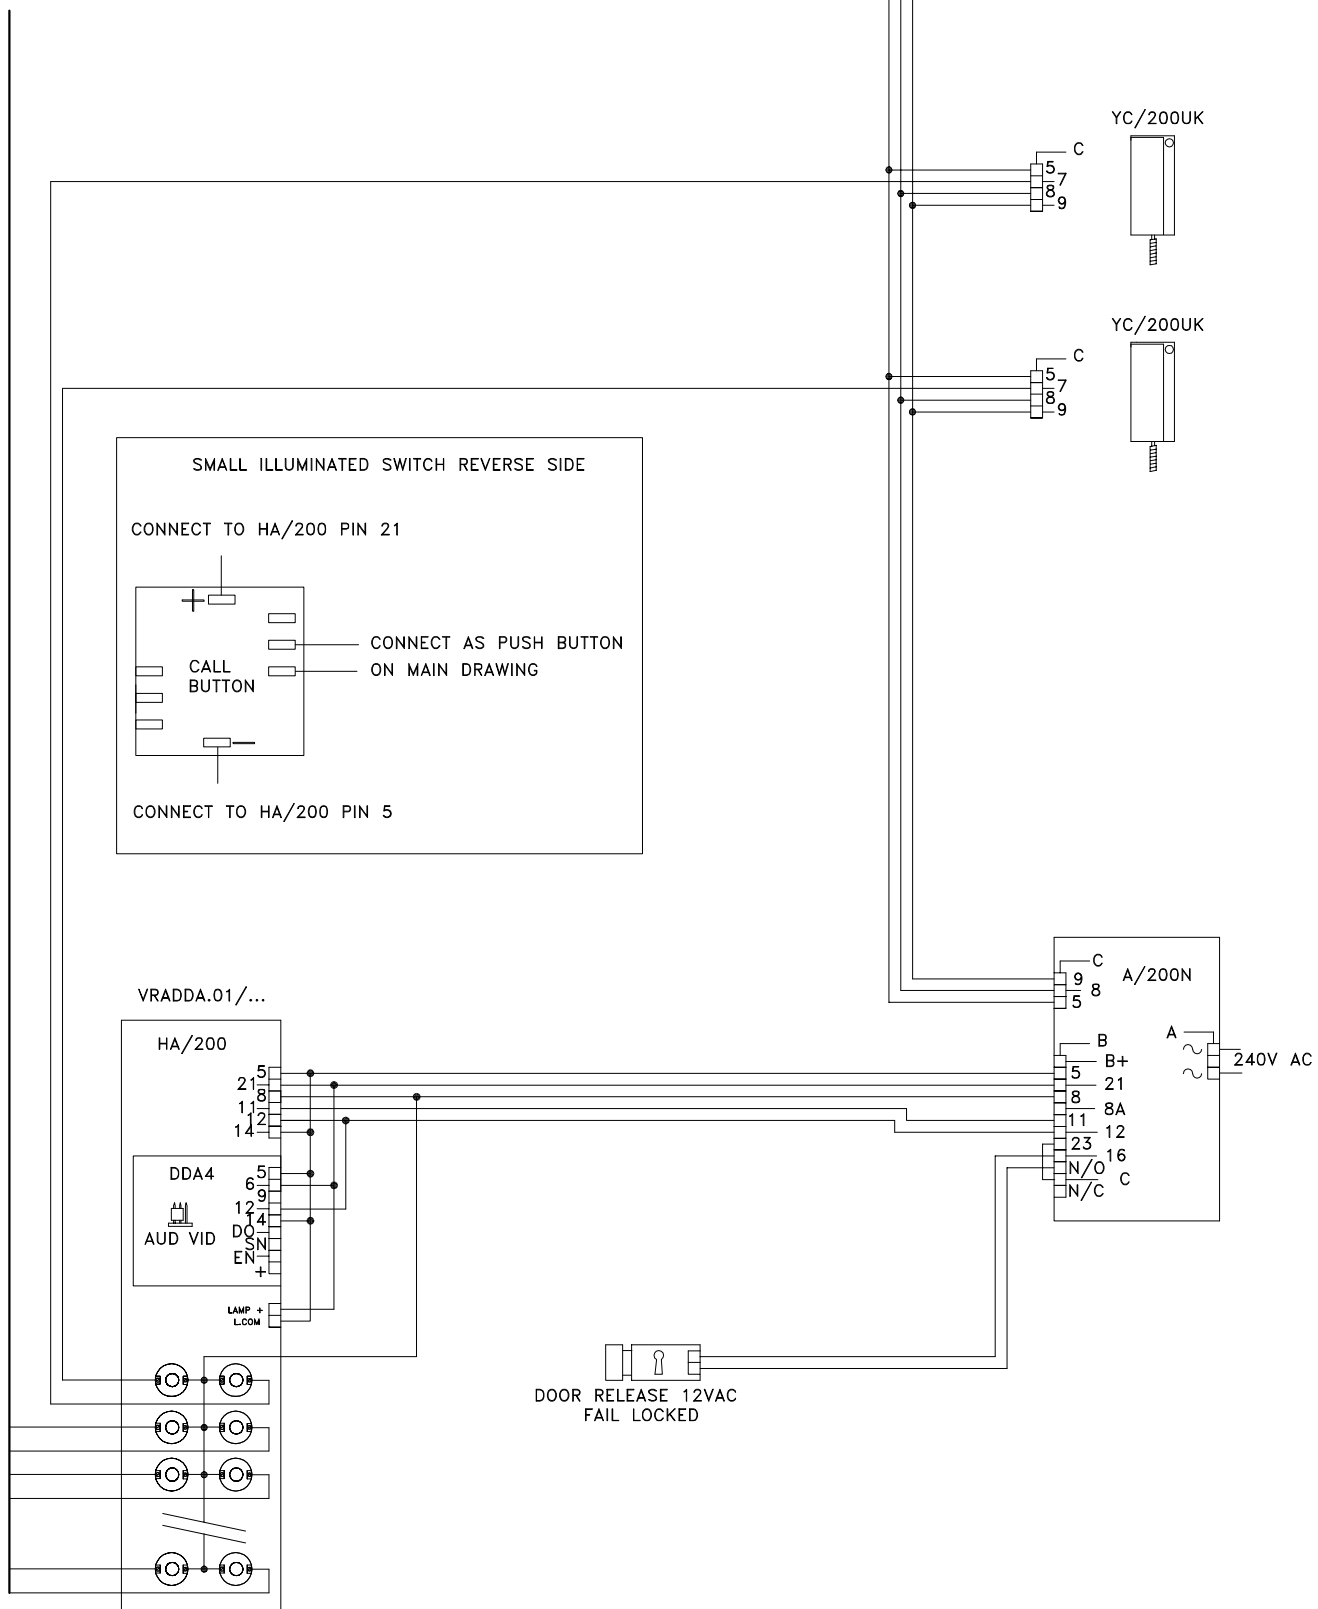 YC/200UK
C
5
7
8
9
YC/200UK
C
5
7
8
9
SMALL ILLUMINATED SWITCH REVERSE SIDE
CONNECT TO HA/200 PIN 21
+
CONNECT AS PUSH BUTTON
ON MAIN DRAWING
CALL
BUTTON
—
CONNECT TO HA/200 PIN 5
VRADDA.01/...
HA/200
5
21
8
11
12
14
DDA4
AUD VID
5
6
9
12
14
DO
SN
EN
+
LAMP +
L.COM
A/200N
C
9
8
5
B
B+
5
21
8
8A
11
12
23
16
N/O
C
N/C
A
~
~
240V AC
DOOR RELEASE 12VAC
FAIL LOCKED